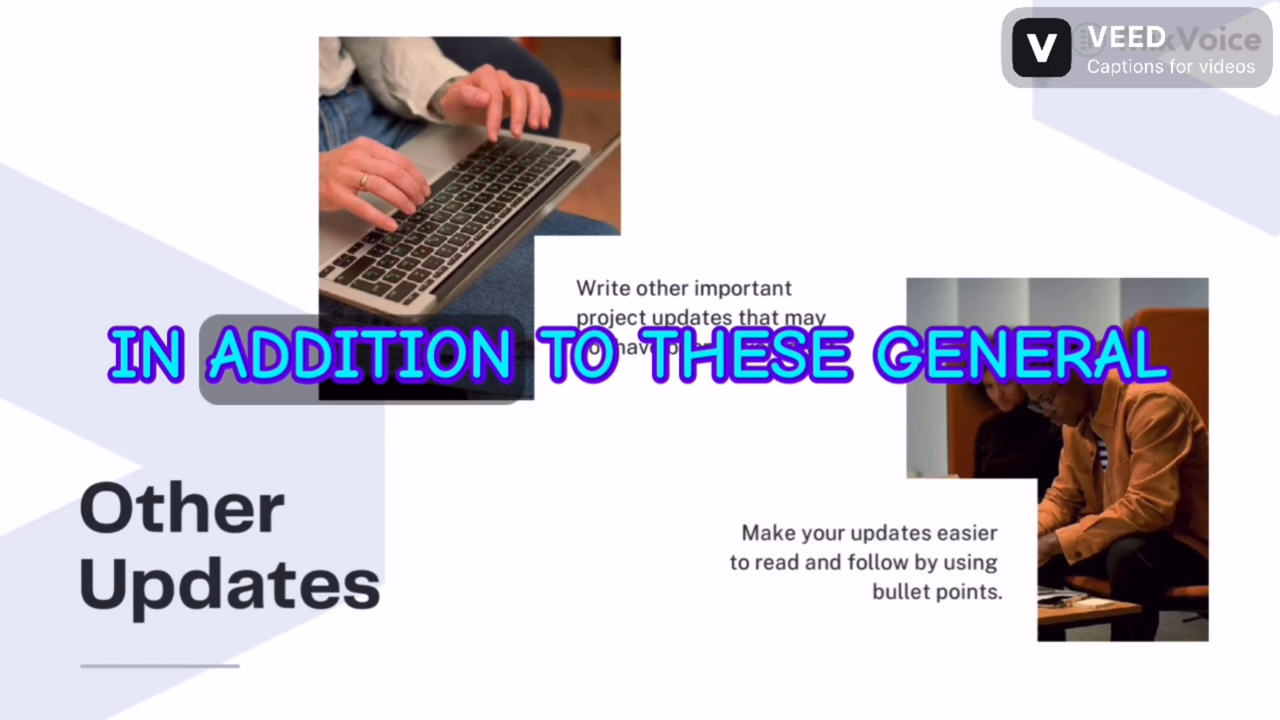 VEED
Captions for videos
Write other important
project updates that may
have
IN ADDITION TO THESE GENERAL
Other
Updates
Make your updates easier
to read and follow by using
bullet points.